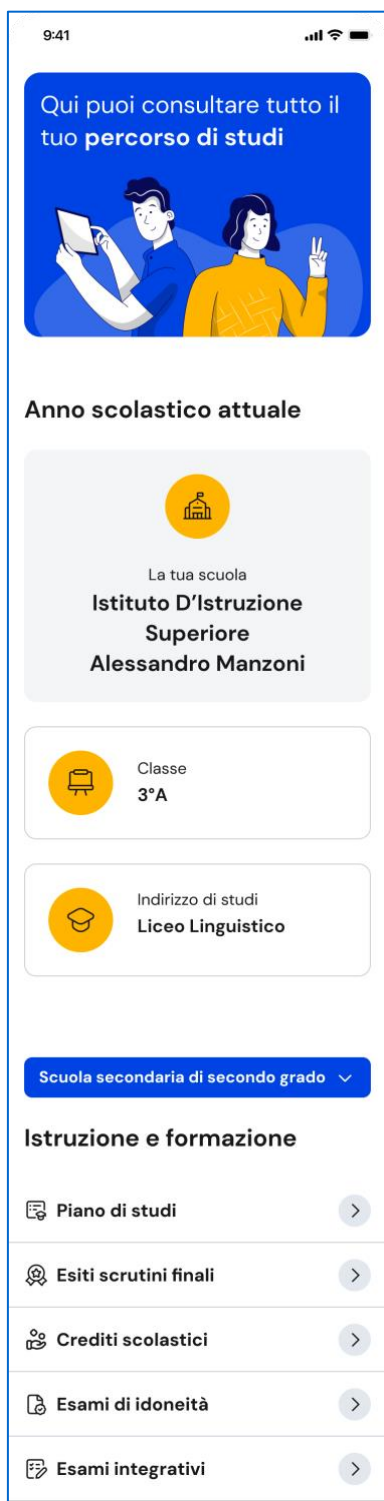 9:41
Qui puoi consultare tutto il
tuo percorso di studi
Anno scolastico attuale
La tua scuola
Istituto D’Istruzione
Superiore
Alessandro Manzoni
Classe
3°A
Indirizzo di studi
Liceo Linguistico
Scuola secondaria di secondo grado
Istruzione e formazione
Piano di studi
Esiti scrutini finali
Crediti scolastici
Esami di idoneità
Esami integrativi